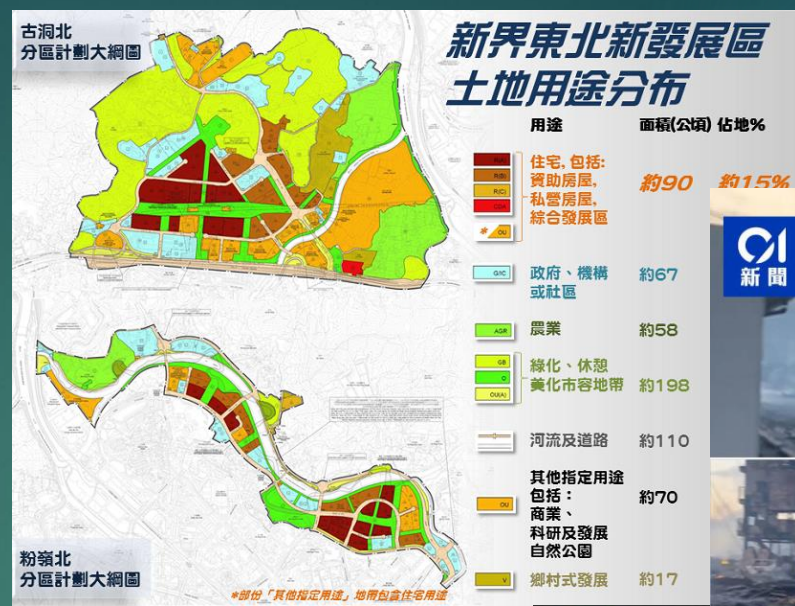 古洞北
分區計劃大綱圖
新界東北新發展區
土地用途分布
用途 面積(公頃) 佔地%
R(A)
R(B)
R(C)
CDA
* OU
住宅, 包括:
資助房屋,
私營房屋,
綜合發展區
約90 約15%
01
新聞
G/IC
政府、機構
或社區
約67
AGR
農業
約58
GB
O
OU(A)
綠化、休憩
美化市容地帶
約198
河流及道路
約110
OU
其他指定用途
包括：
商業、
科研及發展
自然公園
約70
V
鄉村式發展
約17
粉嶺北
分區計劃大綱圖
*部份「其他指定用途」地帶包含住宅用途